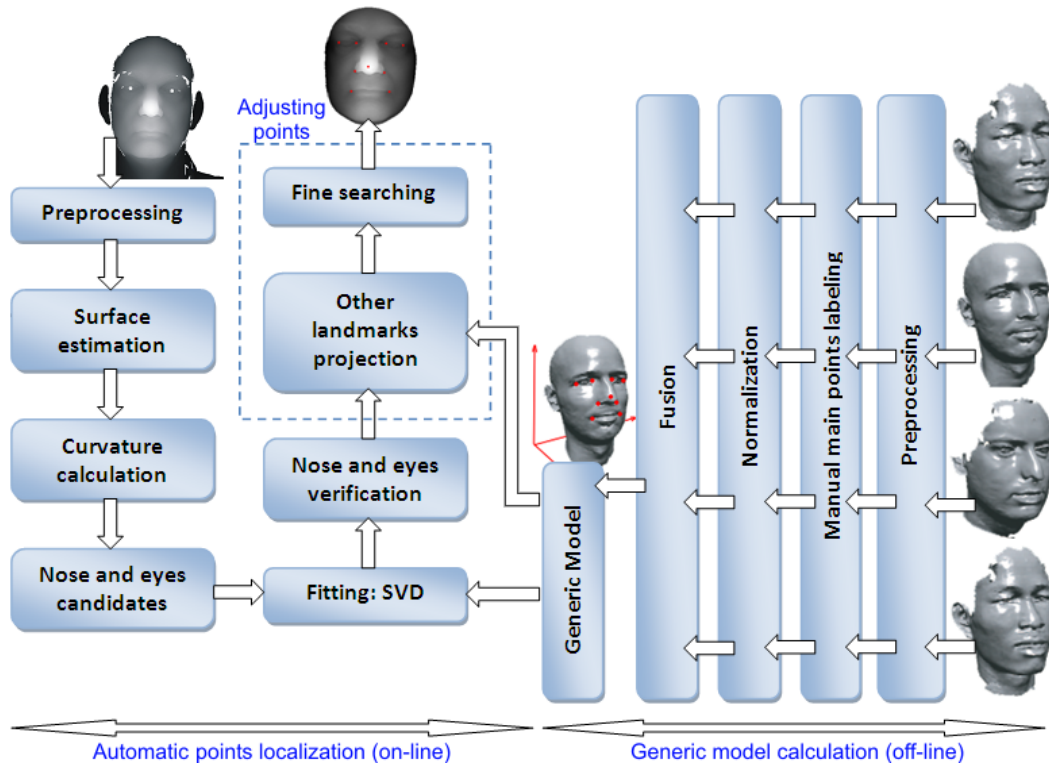 Adjusting
points
Preprocessing
Surface
estimation
Curvature
calculation
Nose and eyes
candidates
Fine searching
Other
landmarks
projection
Nose and eyes
verification
Fitting: SVD
Generic Model
Fusion
Normalization
Manual main points labeling
Preprocessing
Automatic points localization (on-line)
Generic model calculation (off-line)